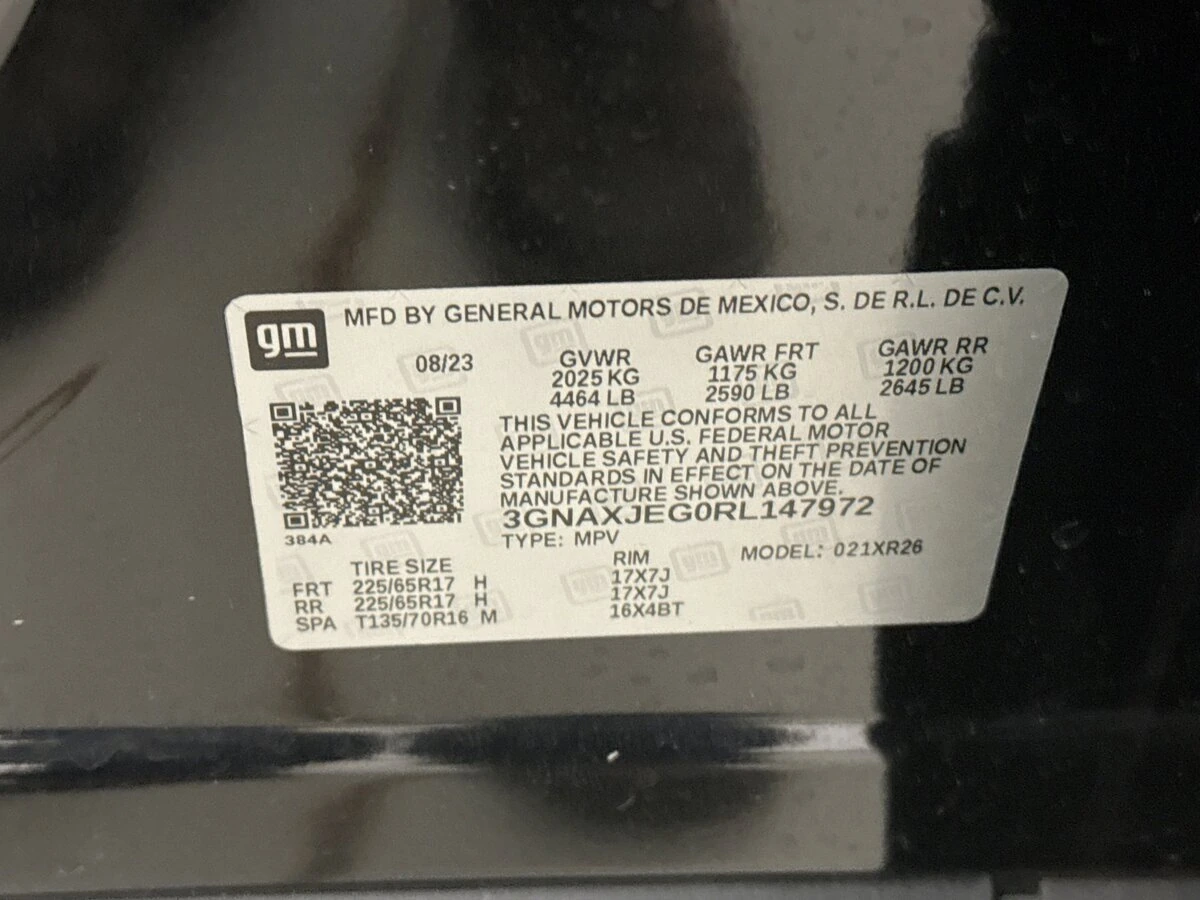 gm
MFD BY GENERAL MOTORS DE MEXICO, S. DE R.L. DE C.V.
08/23 GVWR GAWR FRT GAWR RR
2025 KG 1175 KG 1200 KG
4464 LB 2590 LB 2645 LB
THIS VEHICLE CONFORMS TO ALL
APPLICABLE U.S. FEDERAL MOTOR
VEHICLE SAFETY AND THEFT PREVENTION
STANDARDS IN EFFECT ON THE DATE OF
MANUFACTURE SHOWN ABOVE.
3GNAXJEG0RL147972
384A
TYPE: MPV MODEL: 021XR26
TIRE SIZE RIM
FRT 225/65R17 H 17X7J
RR 225/65R17 H 17X7J
SPA T135/70R16 M 16X4BT